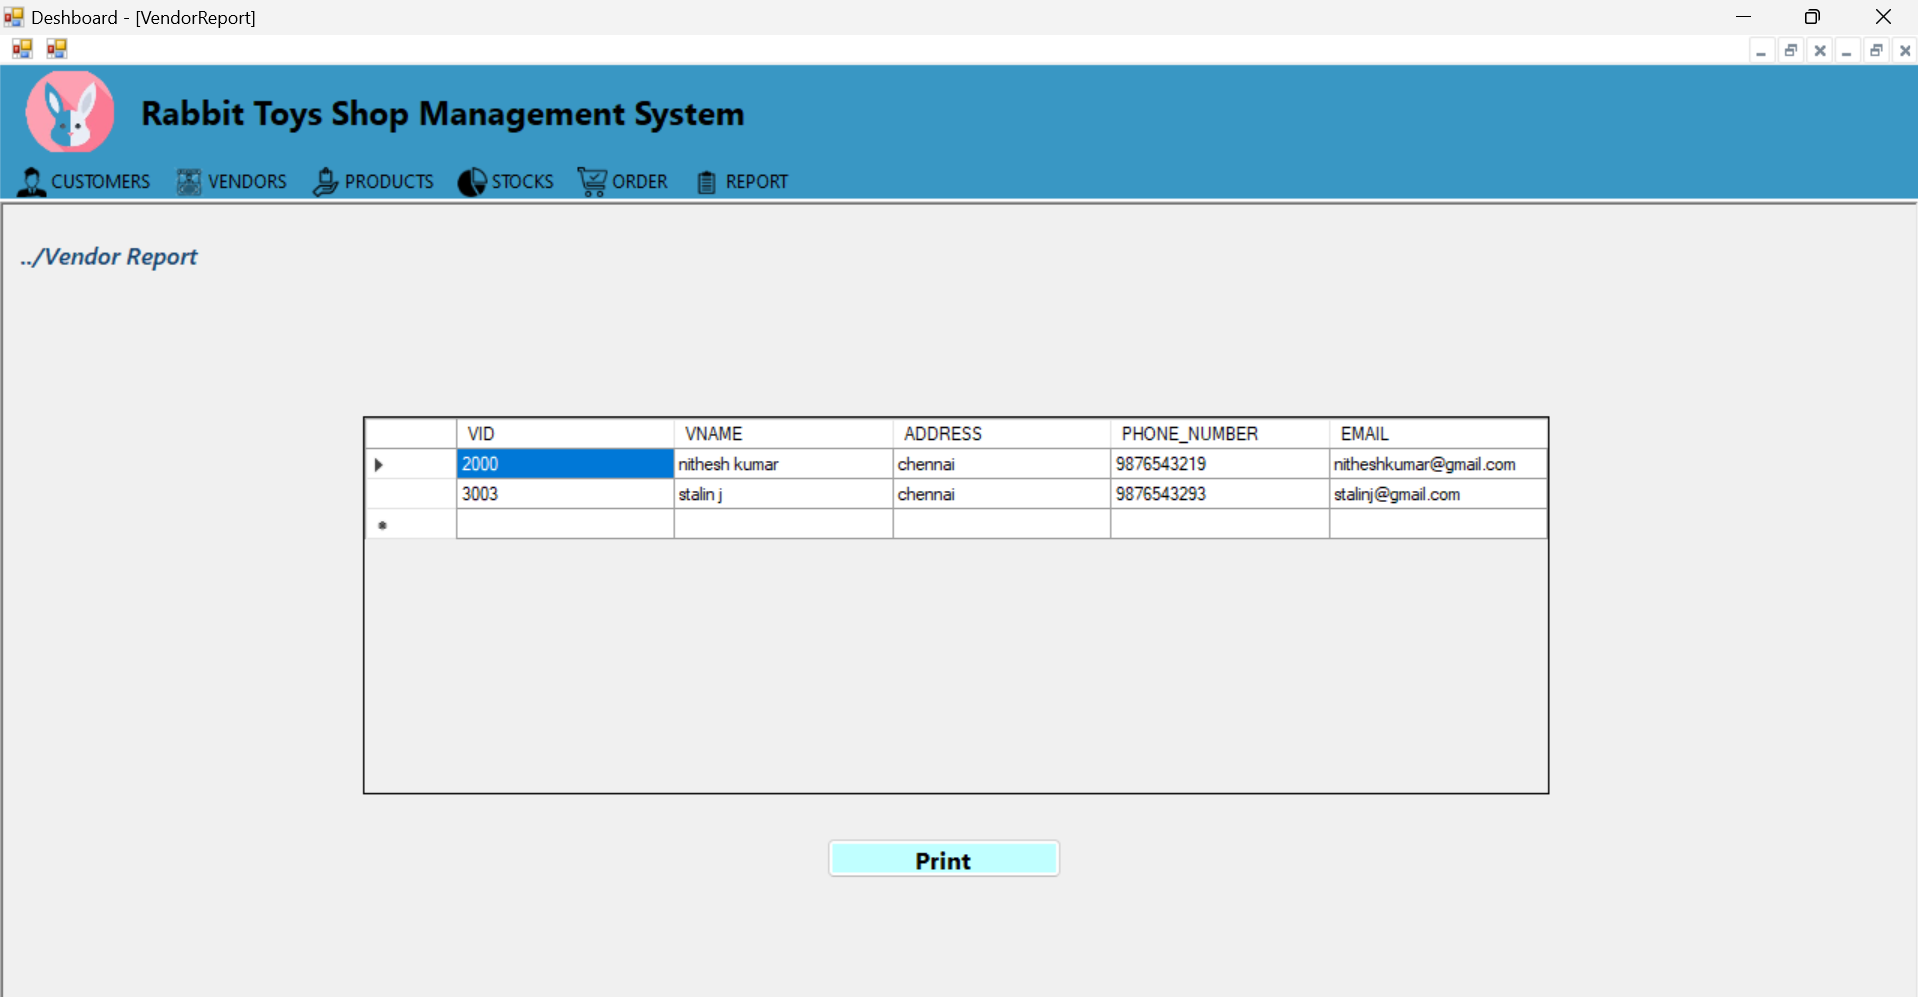 Deshboard - [VendorReport]
Rabbit Toys Shop Management System
CUSTOMERS VENDORS PRODUCTS STOCKS ORDER REPORT
../Vendor Report
VID VNAME ADDRESS PHONE_NUMBER EMAIL
2000 nithesh kumar chennai 9876543219 nitheshkumar@gmail.com
3003 stalin j chennai 9876543293 stalinj@gmail.com
Print